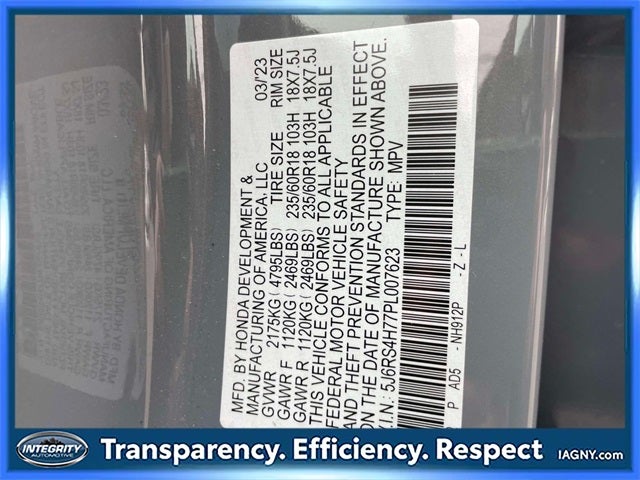 MFD. BY HONDA DEVELOPMENT &
MANUFACTURING OF AMERICA, LLC 03/'23
GVWR 2175KG ( 4795LBS) TIRE SIZE RIM SIZE
GAWR F 1120KG ( 2469LBS) 235/60R18 103H 18X7.5J
GAWR R 1120KG ( 2469LBS) 235/60R18 103H 18X7.5J
THIS VEHICLE CONFORMS TO ALL APPLICABLE
FEDERAL MOTOR VEHICLE SAFETY
AND THEFT PREVENTION STANDARDS IN EFFECT
ON THE DATE OF MANUFACTURE SHOWN ABOVE.
V.I.N.: 5J6RS4H77PL007623 TYPE: MPV
P AD5 - NH912P - Z - L
INTEGRITY
AUTOMOTIVE
Transparency. Efficiency. Respect
IAGNY.com